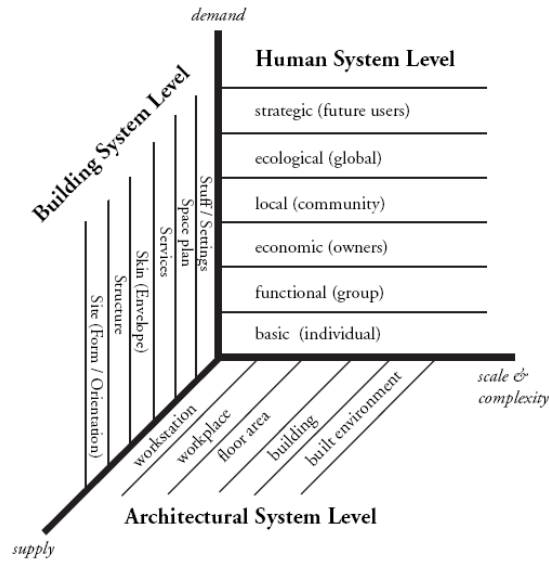 demand
Human System Level
strategic (future users)
ecological (global)
local (community)
economic (owners)
functional (group)
basic (individual)
scale &
complexity
Building System Level
Stuff / Settings
Space plan
Services
Skin (Envelope)
Structure
Site (Form / Orientation)
workstation
workplace
floor area
building
built environment
Architectural System Level
supply